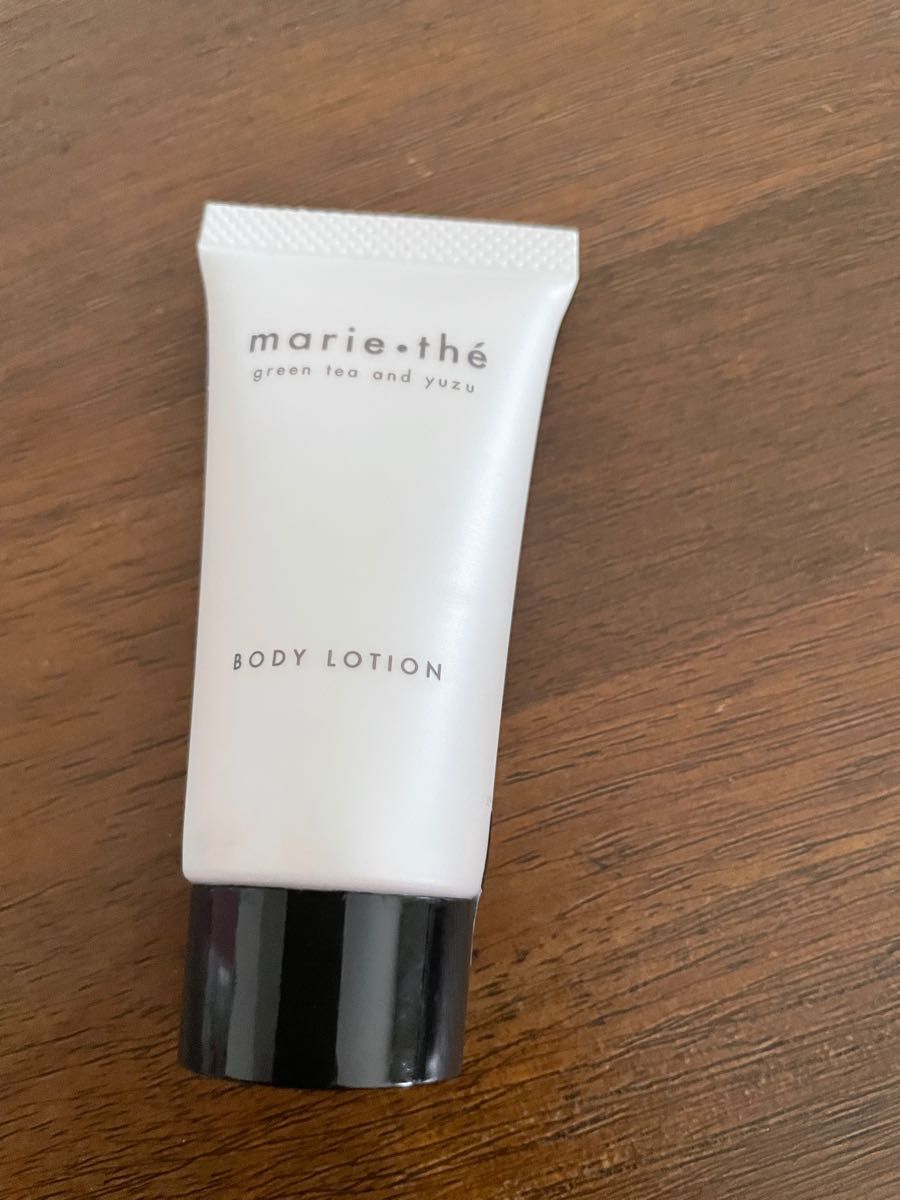 marie•thé
green tea and yuzu
BODY LOTION